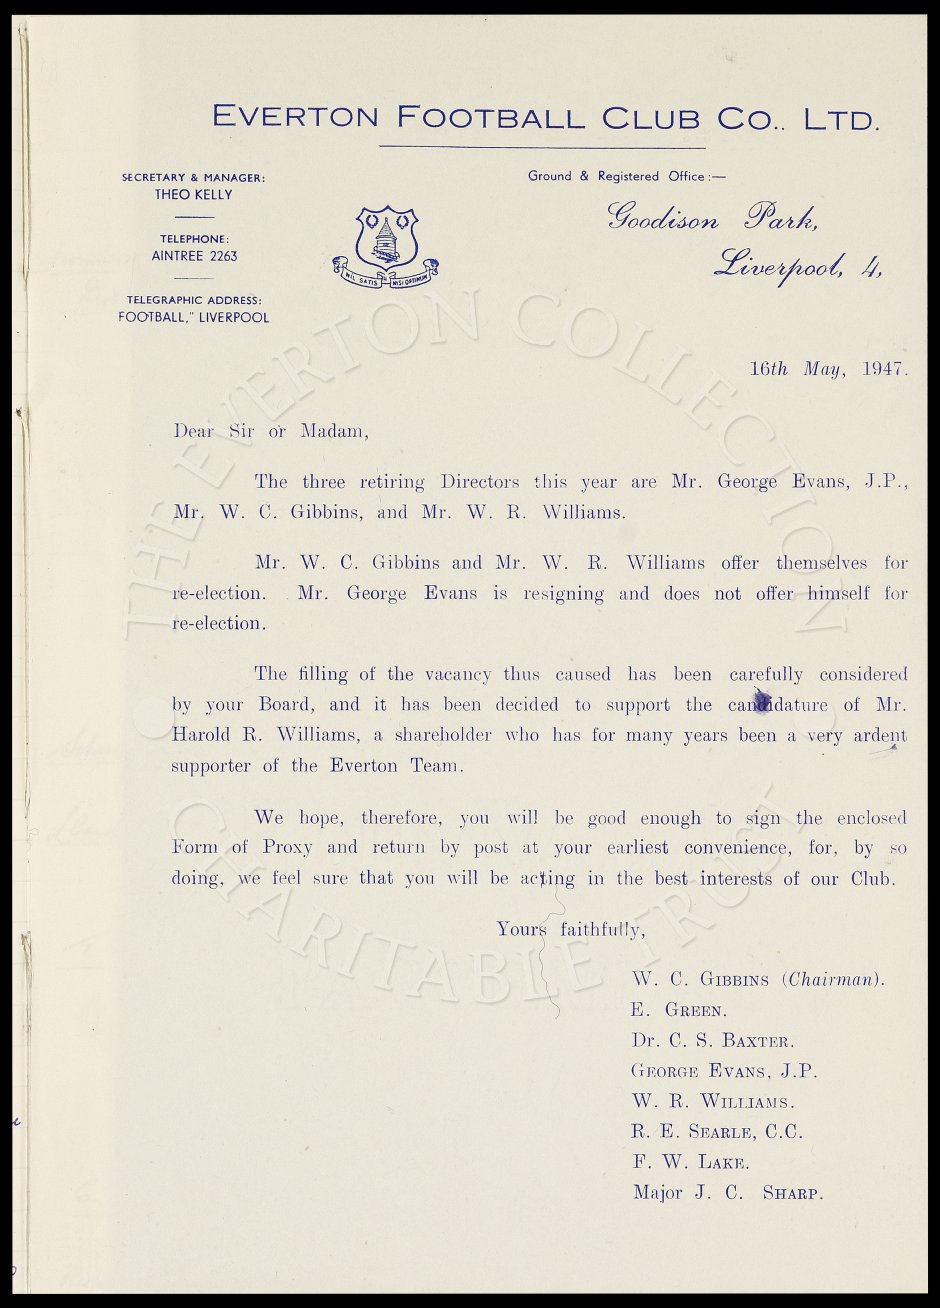 EVERTON FOOTBALL CLUB CO., LTD.
SECRETARY & MANAGER:
THEO KELLY
TELEPHONE:
AINTREE 2263
TELEGRAPHIC ADDRESS:
FOOTBALL," LIVERPOOL
NIL SATIS NISI OPTIMUM
Ground & Registered Office :—
Goodison Park,
Liverpool, 4,
16th May, 1947.
Dear Sir or Madam,
The three retiring Directors this year are Mr. George Evans, J.P.,
Mr. W. C. Gibbins, and Mr. W. R. Williams.
Mr. W. C. Gibbins and Mr. W. R. Williams offer themselves for
re-election. Mr. George Evans is resigning and does not offer himself for
re-election.
The filling of the vacancy thus caused has been carefully considered
by your Board, and it has been decided to support the candidature of Mr.
Harold R. Williams, a shareholder who has for many years been a very ardent
supporter of the Everton Team.
We hope, therefore, you will be good enough to sign the enclosed
Form of Proxy and return by post at your earliest convenience, for, by so
doing, we feel sure that you will be acting in the best interests of our Club.
Yours faithfully,
W. C. GIBBINS (Chairman).
E. GREEN.
Dr. C. S. BAXTER.
GEORGE EVANS, J.P.
W. R. WILLIAMS.
R. E. SEARLE, C.C.
F. W. LAKE.
Major J. C. SHARP.
© THE EVERTON COLLECTION ©
CHARITABLE TRUST